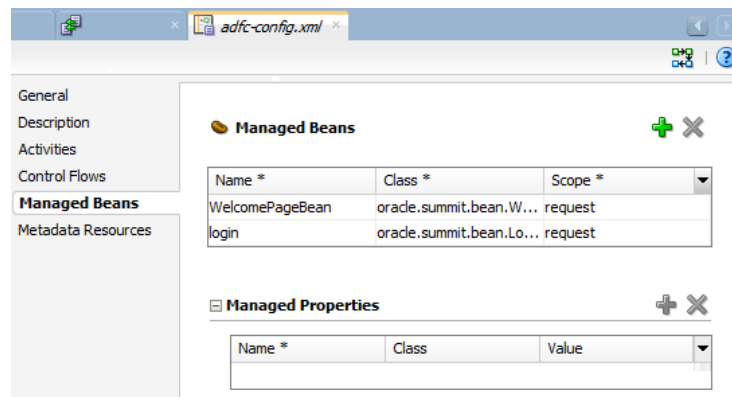 adfc-config.xml
General
Description
Activities
Control Flows
Managed Beans
Metadata Resources
Managed Beans
Name * Class * Scope *
WelcomePageBean oracle.summit.bean.W... request
login oracle.summit.bean.Lo... request
Managed Properties
Name * Class Value